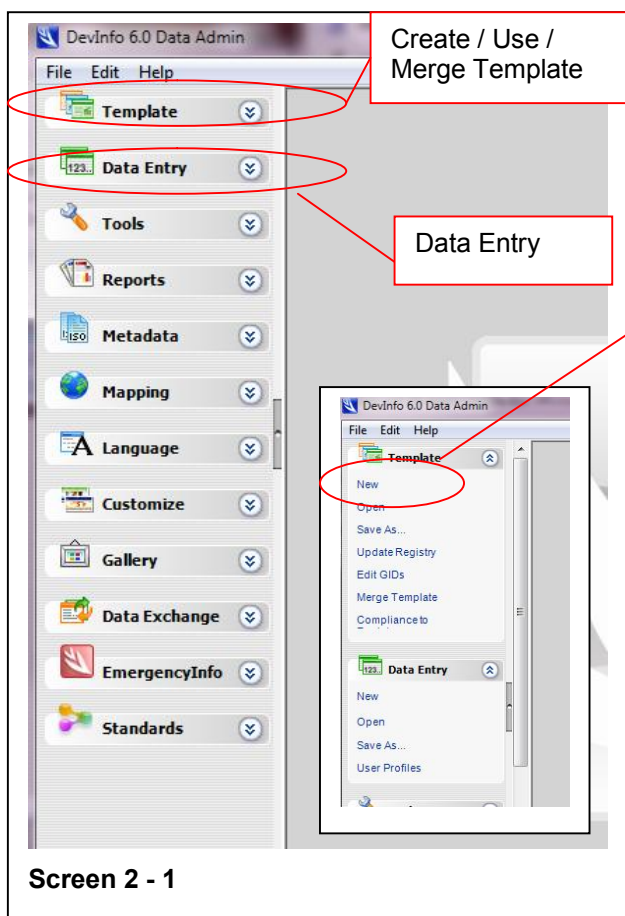 DevInfo 6.0 Data Admin
File Edit Help
Create / Use /
Merge Template
Template
123.. Data Entry
Data Entry
Tools
Reports
ISO Metadata
Mapping
A Language
Customize
Gallery
Data Exchange
EmergencyInfo
Standards
DevInfo 6.0 Data Admin
File Edit Help
Template
New
Open
Save As...
Update Registry
Edit GIDs
Merge Template
Compliance to
123.. Data Entry
New
Open
Save As...
User Profiles
Screen 2 - 1